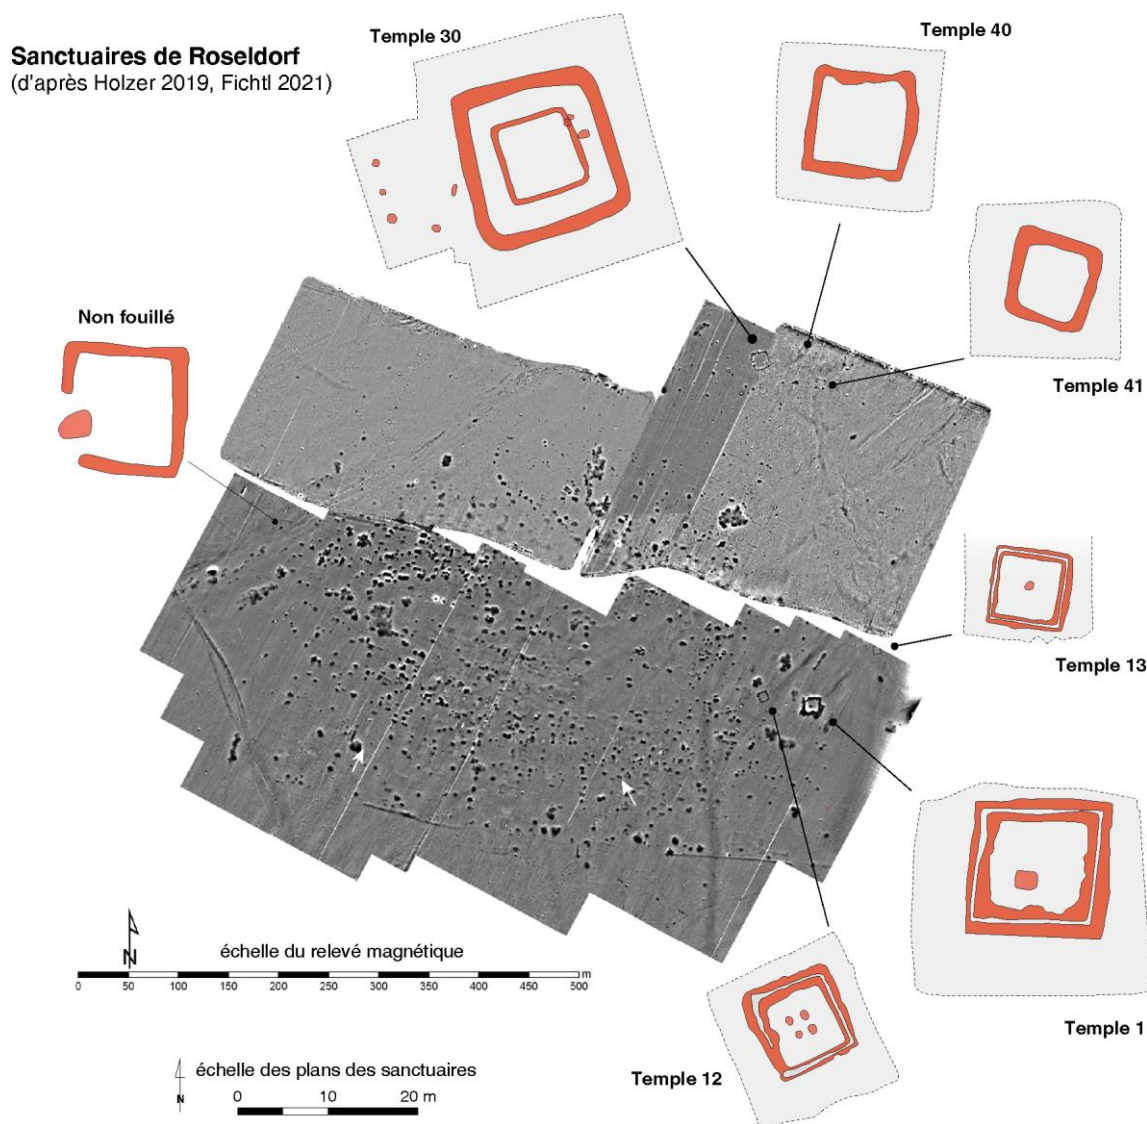 Sanctuaires de Roseldorf
(d'après Holzer 2019, Fichtl 2021)
Temple 30
Temple 40
Temple 41
Non fouillé
Temple 13
Temple 1
Temple 12
N
échelle du relevé magnétique
0 50 100 150 200 250 300 350 400 450 500 m
N
échelle des plans des sanctuaires
0 10 20 m